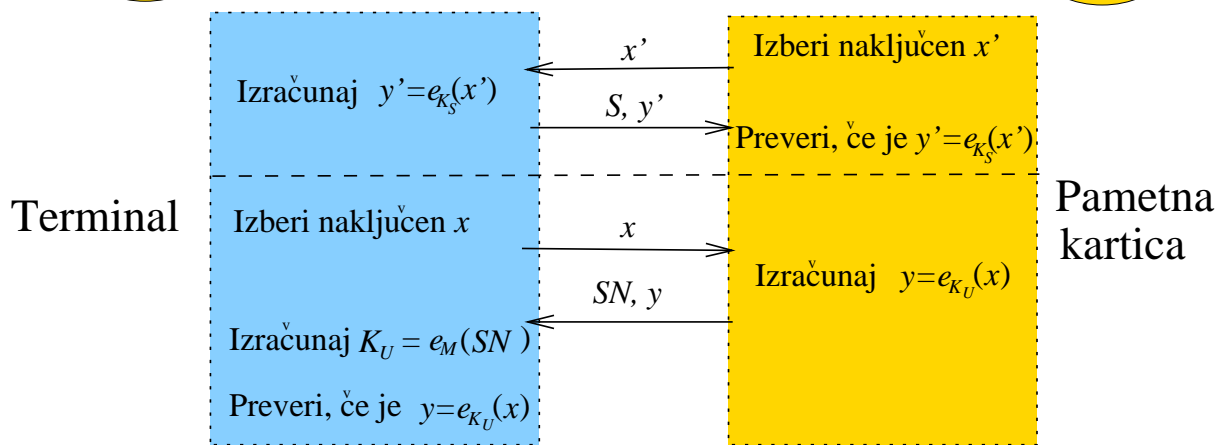 Izberi naključen x’
x’
Izračunaj y’=e_{K_S}(x’)
S, y’
Preveri, če je y’=e_{K_S}(x’)
Terminal
Izberi naključen x
x
Pametna
kartica
Izračunaj y=e_{K_U}(x)
SN, y
Izračunaj K_U = e_M(SN)
Preveri, če je y=e_{K_U}(x)